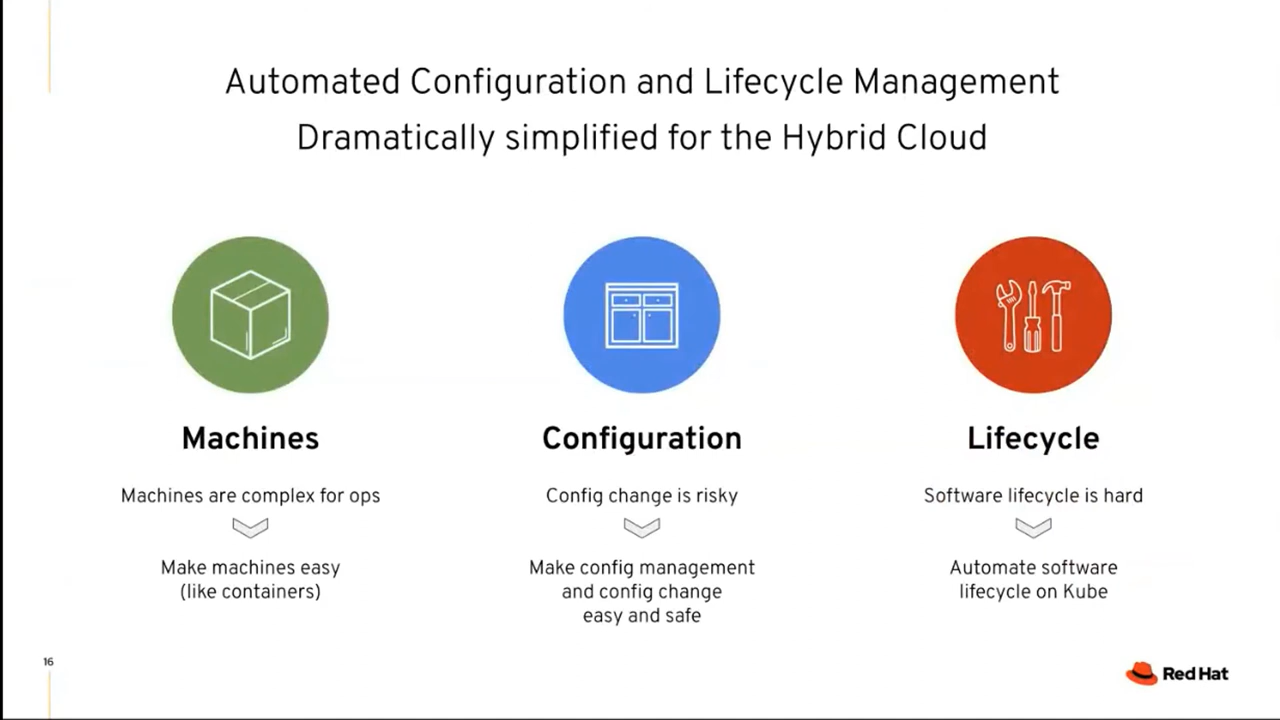 Automated Configuration and Lifecycle Management
Dramatically simplified for the Hybrid Cloud
Machines
Machines are complex for ops
Make machines easy
(like containers)
Configuration
Config change is risky
Make config management
and config change
easy and safe
Lifecycle
Software lifecycle is hard
Automate software
lifecycle on Kube
16
Red Hat